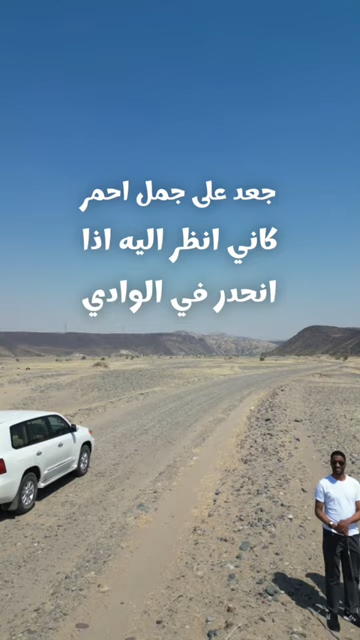 جعد على جمل احمر
كاني انظر اليه اذا
انحدر في الوادي